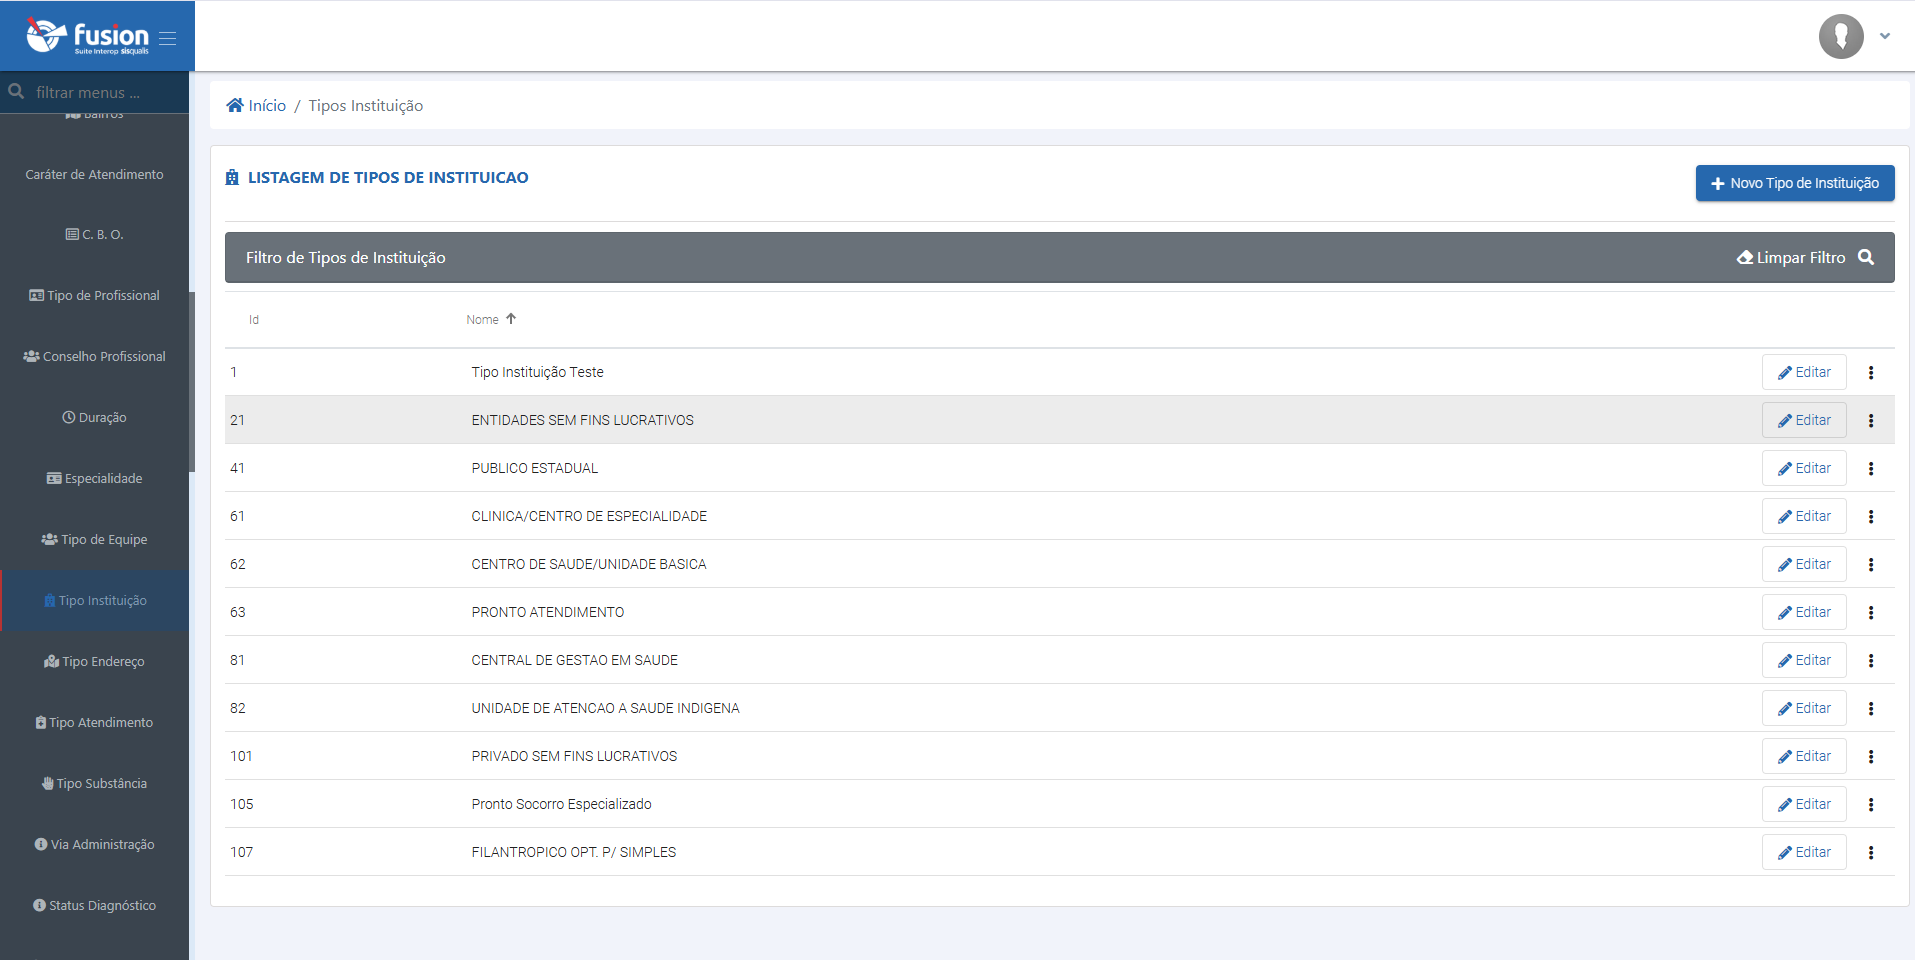 fusion
Suite Interop sisqualis
filtrar menus ...
Bairros
Caráter de Atendimento
C. B. O.
Tipo de Profissional
Conselho Profissional
Duração
Especialidade
Tipo de Equipe
Tipo Instituição
Tipo Endereço
Tipo Atendimento
Tipo Substância
Via Administração
Status Diagnóstico
Início / Tipos Instituição
LISTAGEM DE TIPOS DE INSTITUICAO
Novo Tipo de Instituição
Filtro de Tipos de Instituição
Limpar Filtro
Id Nome
1 Tipo Instituição Teste Editar
21 ENTIDADES SEM FINS LUCRATIVOS Editar
41 PUBLICO ESTADUAL Editar
61 CLINICA/CENTRO DE ESPECIALIDADE Editar
62 CENTRO DE SAUDE/UNIDADE BASICA Editar
63 PRONTO ATENDIMENTO Editar
81 CENTRAL DE GESTAO EM SAUDE Editar
82 UNIDADE DE ATENCAO A SAUDE INDIGENA Editar
101 PRIVADO SEM FINS LUCRATIVOS Editar
105 Pronto Socorro Especializado Editar
107 FILANTROPICO OPT. P/ SIMPLES Editar